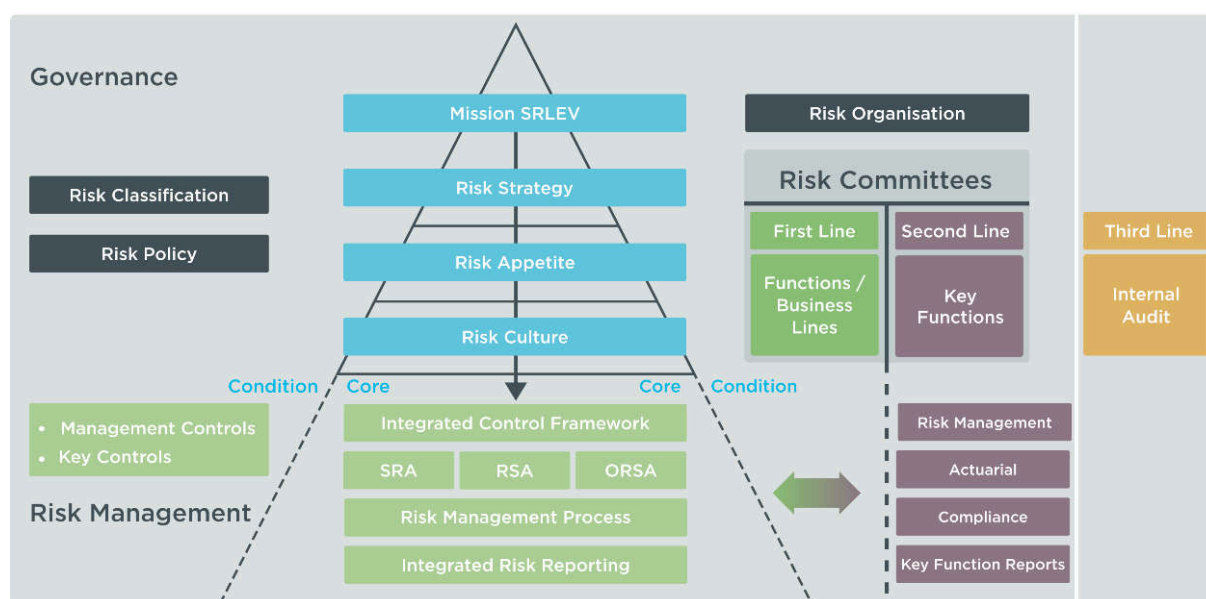 Governance
Mission SRLEV
Risk Organisation
Risk Classification
Risk Strategy
Risk Committees
Risk Policy
Risk Appetite
First Line
Second Line
Third Line
Functions /
Business
Lines
Key
Functions
Internal
Audit
Risk Culture
Condition
Core
Core
Condition
• Management Controls
• Key Controls
Integrated Control Framework
Risk Management
SRA
RSA
ORSA
Actuarial
Risk Management
Risk Management Process
Compliance
Integrated Risk Reporting
Key Function Reports